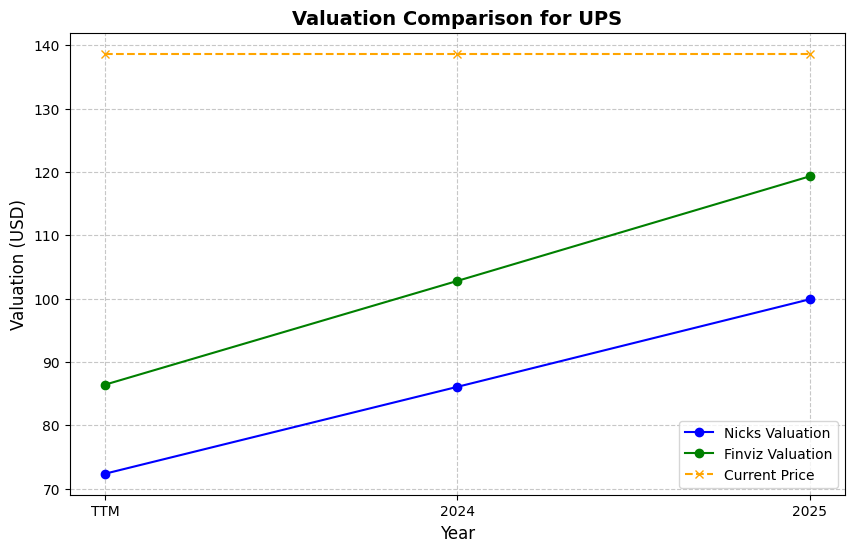 Valuation Comparison for UPS
Valuation (USD)
140
130
120
110
100
90
80
70
TTM
2024
2025
Year
Nicks Valuation
Finviz Valuation
Current Price